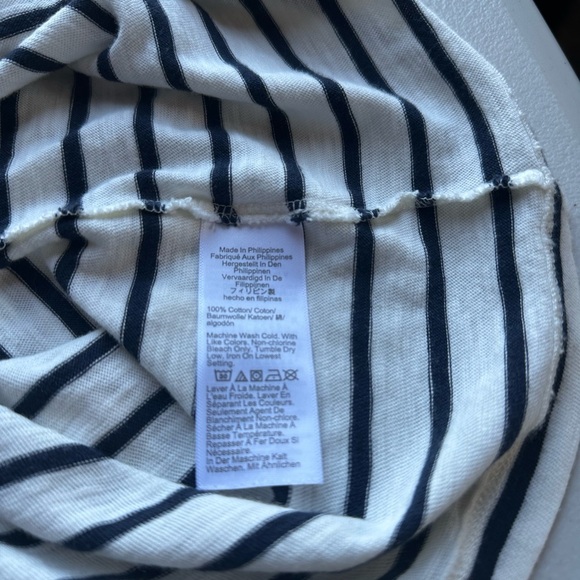 Made In Philippines
Fabriqué Aux Philippines
Hergestellt In Den
Philippinen
Vervaardigd In De
Filippijnen
フィリピン製
hecho en filipinas
100% Cotton/ Coton/
Baumwolle/ Katoen/ 綿/
algodón
Machine Wash Cold. With
Like Colors. Non-chlorine
Bleach Only. Tumble Dry
Low, Iron On Lowest
Setting.
Laver À La Machine À
L'eau Froide. Laver En
Séparant Les Couleurs.
Seulement Agent De
Blanchiment Non-chlore.
Sécher À La Machine À
Basse Température.
Repasser À Fer Doux Si
Nécessaire.
In Der Maschine Kalt
Waschen. Mit Ähnlichen